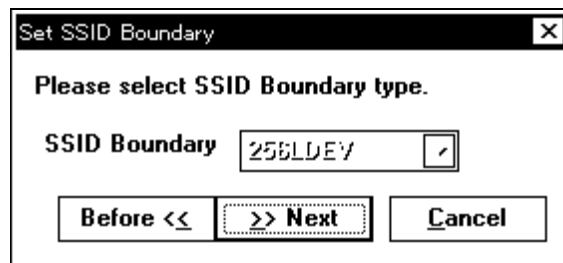 Set SSID Boundary
Please select SSID Boundary type.
SSID Boundary 256LDEV
Before << >> Next Cancel